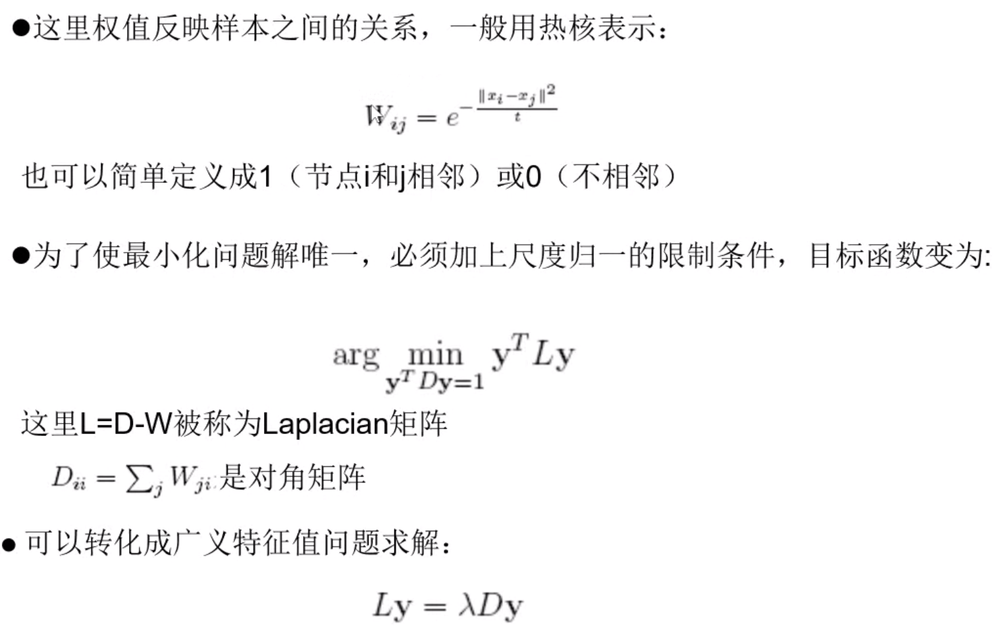 ●这里权值反映样本之间的关系，一般用热核表示：
$W_{ij} = e^{-\frac{\|x_i - x_j\|^2}{t}}$
也可以简单定义成1（节点i和j相邻）或0（不相邻）
●为了使最小化问题解唯一，必须加上尺度归一的限制条件，目标函数变为:
$\arg \min_{\mathbf{y}^T D\mathbf{y}=1} \mathbf{y}^T L\mathbf{y}$
这里L=D-W被称为Laplacian矩阵
$D_{ii} = \sum_j W_{ji}$是对角矩阵
● 可以转化成广义特征值问题求解：
$L\mathbf{y} = \lambda D\mathbf{y}$